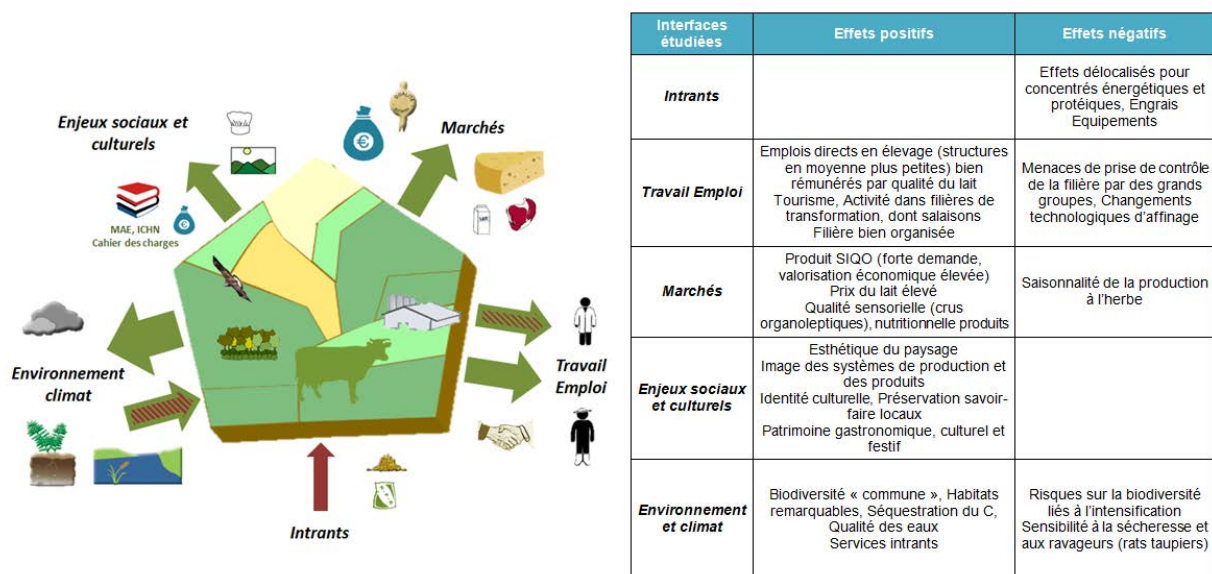 Enjeux sociaux et
culturels
MAE, ICHN
Cahier des charges
€
€
Marchés
Environnement
climat
Travail
Emploi
Intrants
Interfaces
étudiées
Effets positifs
Effets négatifs
Intrants
Effets délocalisés pour
concentrés énergétiques et
protéiques, Engrais
Equipements
Travail Emploi
Emplois directs en élevage (structures
en moyenne plus petites) bien
rémunérés par qualité du lait
Tourisme, Activité dans filières de
transformation, dont salaisons
Filière bien organisée
Menaces de prise de contrôle
de la filière par des grands
groupes, Changements
technologiques d'affinage
Marchés
Produit SIQO (forte demande,
valorisation économique élevée)
Prix du lait élevé
Qualité sensorielle (crus
organoleptiques), nutritionnelle produits
Saisonnalité de la production
à l'herbe
Enjeux sociaux
et culturels
Esthétique du paysage
Image des systèmes de production et
des produits
Identité culturelle, Préservation savoir-
faire locaux
Patrimoine gastronomique, culturel et
festif
Environnement
et climat
Biodiversité « commune », Habitats
remarquables, Séquestration du C,
Qualité des eaux
Services intrants
Risques sur la biodiversité
liés à l'intensification
Sensibilité à la sécheresse et
aux ravageurs (rats taupiers)